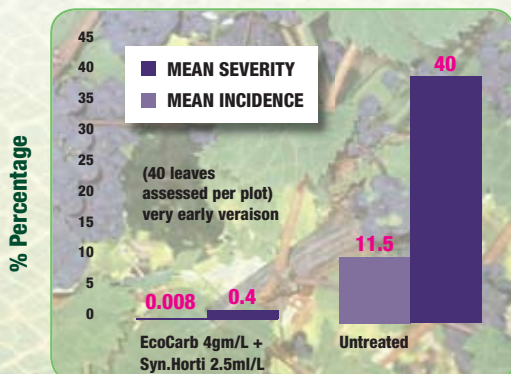 % Percentage
45
40
35
30
25
20
15
10
5
0
MEAN SEVERITY
MEAN INCIDENCE
(40 leaves
assessed per plot)
very early veraison
0.008
0.4
11.5
40
EcoCarb 4gm/L +
Syn.Horti 2.5ml/L
Untreated